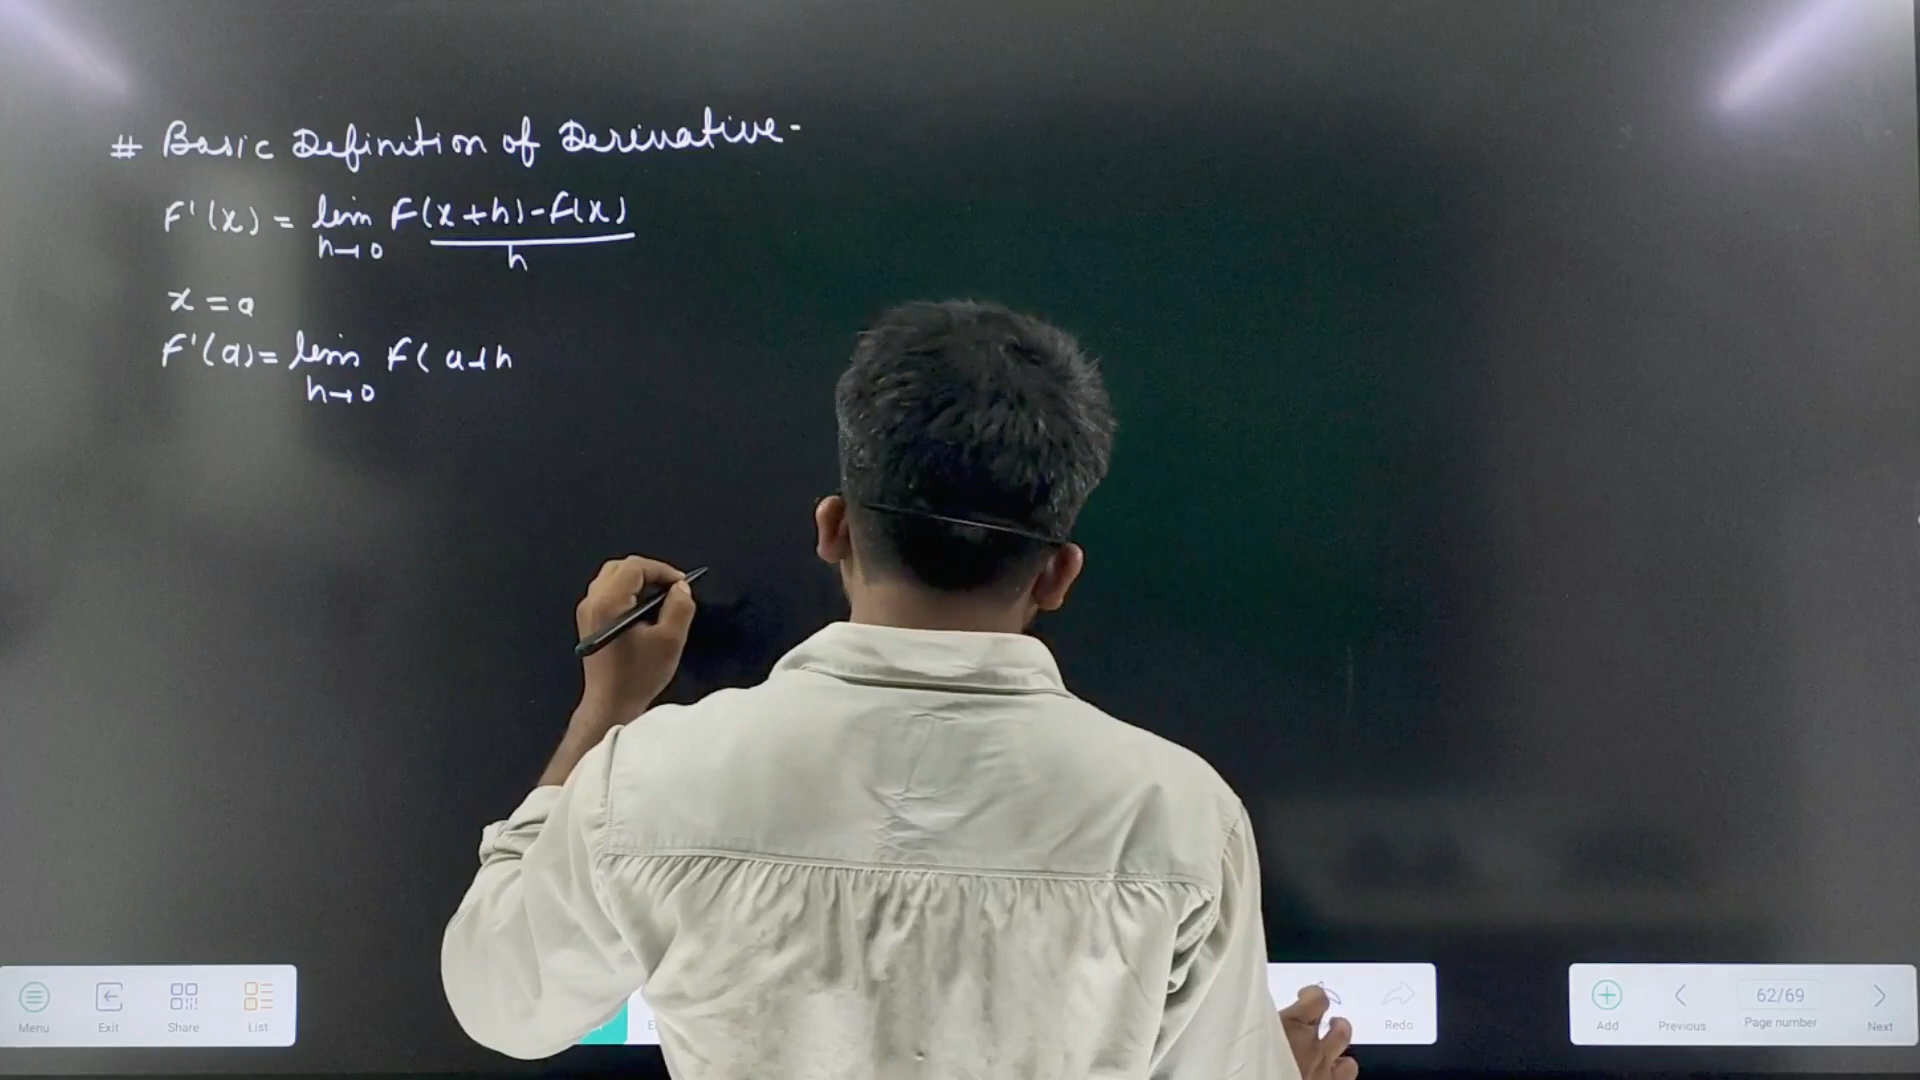 # Basic Definition of Derivative -
F'(x) = lim F(x+h)-f(x)
h→0 h
x = a
F'(a) = lim F( a+h
h→0
Menu Exit Share List
Redo
Add Previous 62/69 Page number Next